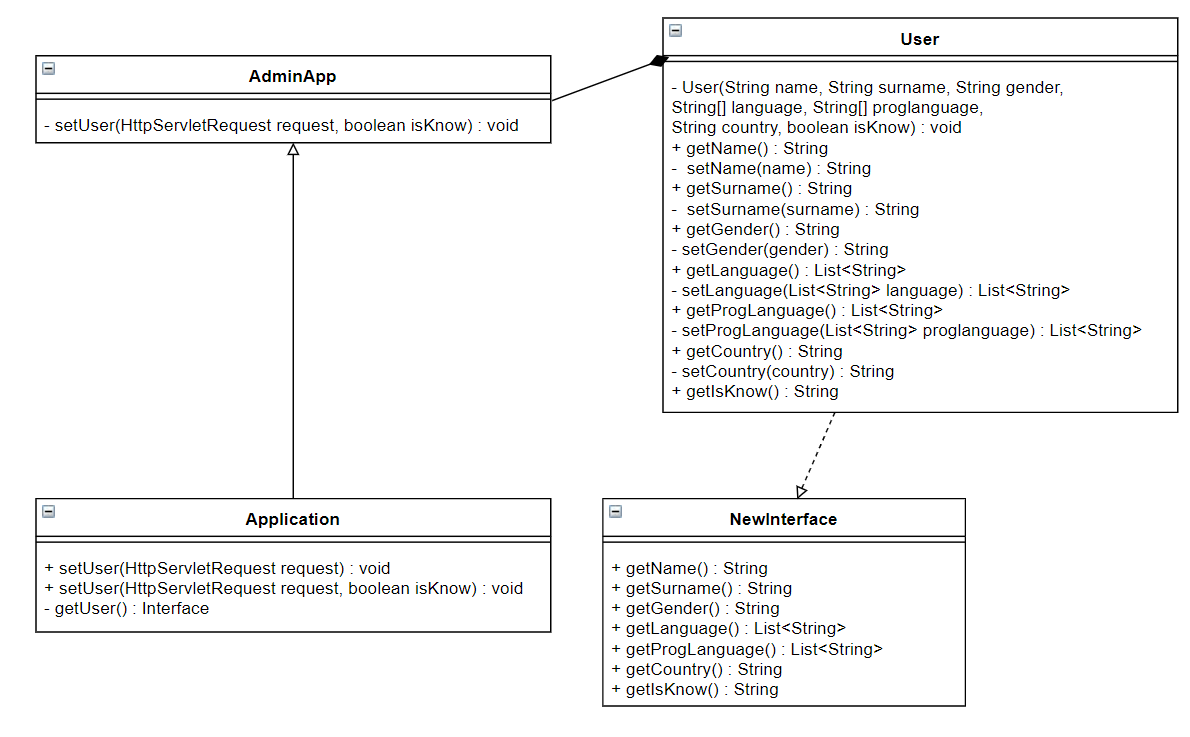 AdminApp
- setUser(HttpServletRequest request, boolean isKnow) : void
User
- User(String name, String surname, String gender,
String[] language, String[] proglanguage,
String country, boolean isKnow) : void
+ getName() : String
- setName(name) : String
+ getSurname() : String
- setSurname(surname) : String
+ getGender() : String
- setGender(gender) : String
+ getLanguage() : List<String>
- setLanguage(List<String> language) : List<String>
+ getProgLanguage() : List<String>
- setProgLanguage(List<String> proglanguage) : List<String>
+ getCountry() : String
- setCountry(country) : String
+ getIsKnow() : String
Application
+ setUser(HttpServletRequest request) : void
+ setUser(HttpServletRequest request, boolean isKnow) : void
- getUser() : Interface
NewInterface
+ getName() : String
+ getSurname() : String
+ getGender() : String
+ getLanguage() : List<String>
+ getProgLanguage() : List<String>
+ getCountry() : String
+ getIsKnow() : String